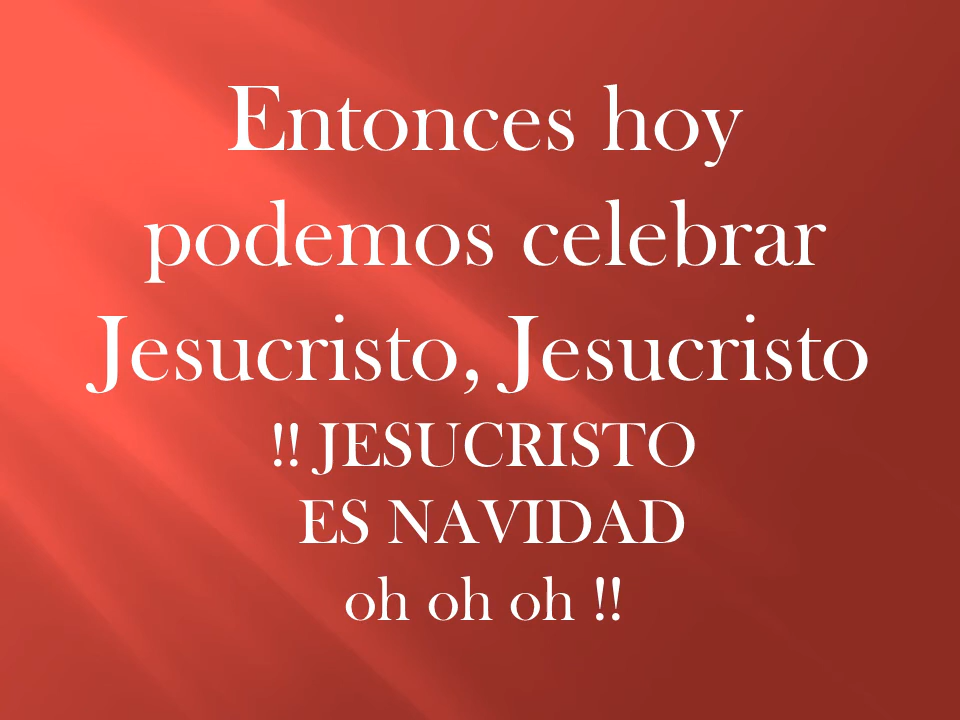 Entonces hoy
podemos celebrar
Jesucristo, Jesucristo
!! JESUCRISTO
ES NAVIDAD
oh oh oh !!